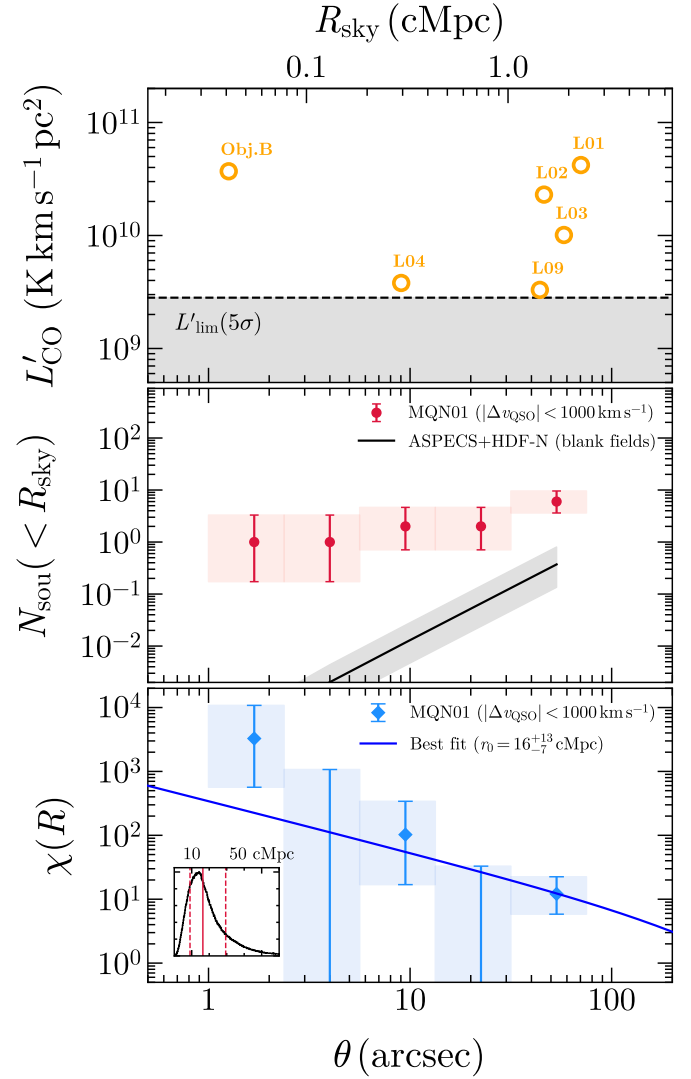 R_sky (cMpc)
0.1 1.0
L′_CO (K km s^−1 pc^2)
10^11
10^10
10^9
Obj.B
L01
L02
L03
L04
L09
L′_lim(5σ)
N_sou(< R_sky)
10^2
10^1
10^0
10^−1
10^−2
MQN01 (|Δv_QSO| < 1000 km s^−1)
ASPECS+HDF-N (blank fields)
χ(R)
10^4
10^3
10^2
10^1
10^0
MQN01 (|Δv_QSO| < 1000 km s^−1)
Best fit (r_0 = 16^+13_−7 cMpc)
10 50 cMpc
1 10 100
θ (arcsec)